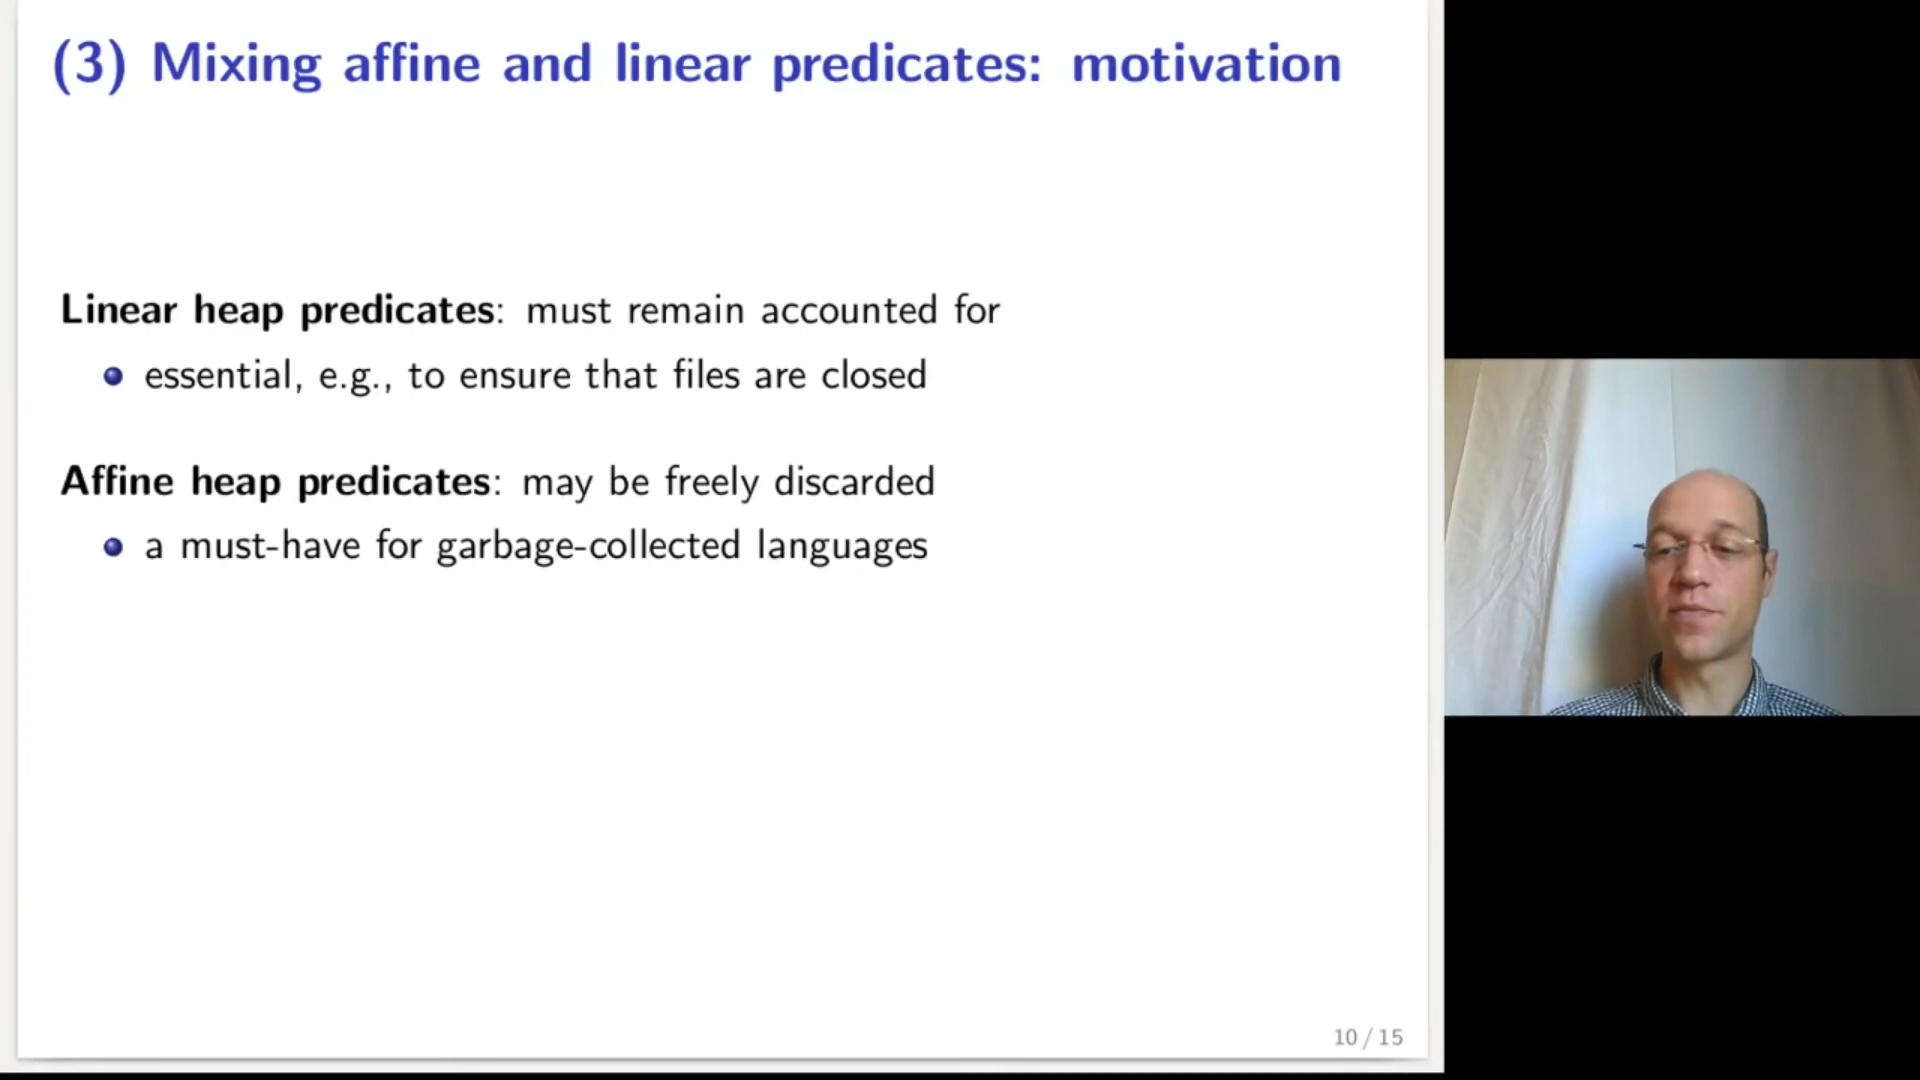 (3) Mixing affine and linear predicates: motivation
Linear heap predicates: must remain accounted for
essential, e.g., to ensure that files are closed
Affine heap predicates: may be freely discarded
a must-have for garbage-collected languages
10 / 15